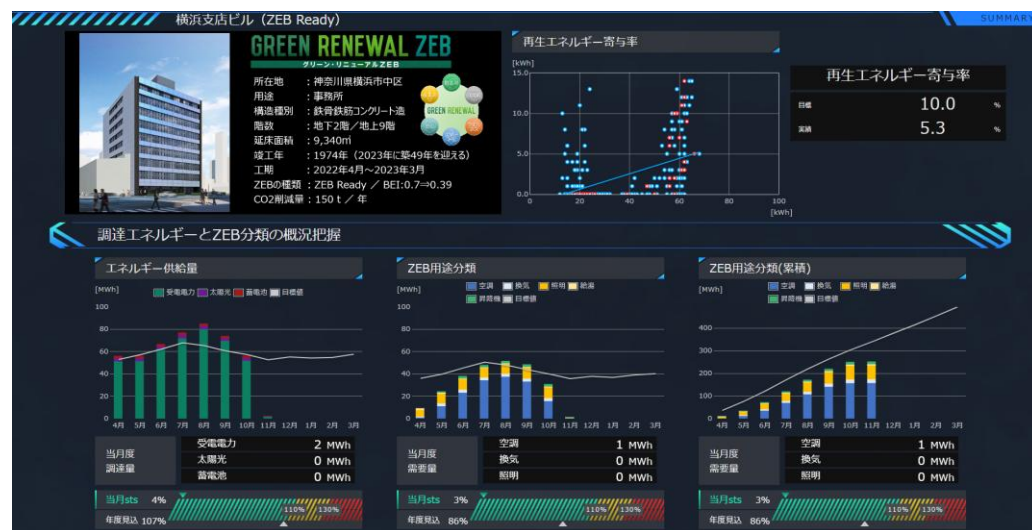 横浜支店ビル（ZEB Ready）
SUMMARY
GREEN RENEWAL ZEB
グリーン・リニューアルZEB
所在地　：神奈川県横浜市中区
用途　：事務所
構造種別：鉄骨鉄筋コンクリート造
階数　：地下2階／地上9階
延床面積：9,340㎡
竣工年　：1974年（2023年に築49年を迎える）
工期　：2022年4月～2023年3月
ZEBの種類：ZEB Ready ／ BEI:0.7⇒0.39
CO2削減量：150 t ／ 年
GREEN RENEWAL
再生エネルギー寄与率
[kWh]
15.0
10.0
5.0
0.0
0 20 40 60 80 100
[kWh]
再生エネルギー寄与率
目標 10.0 %
実績 5.3 %
調達エネルギーとZEB分類の概況把握
エネルギー供給量
[MWh]
受電電力 太陽光 蓄電池 目標値
100
80
60
40
20
0
4月 5月 6月 7月 8月 9月 10月 11月 12月 1月 2月 3月
当月度
調達量
受電電力 2 MWh
太陽光 0 MWh
蓄電池 0 MWh
当月sts 4%
110% 130%
年度見込 107%
ZEB用途分類
[MWh]
空調 換気 照明 給湯
昇降機 目標値
100
80
60
40
20
0
4月 5月 6月 7月 8月 9月 10月 11月 12月 1月 2月 3月
当月度
需要量
空調 1 MWh
換気 0 MWh
照明 0 MWh
当月sts 3%
110% 130%
年度見込 86%
ZEB用途分類(累積)
[MWh]
空調 換気 照明 給湯
昇降機 目標値
400
300
200
100
0
4月 5月 6月 7月 8月 9月 10月 11月 12月 1月 2月 3月
当月度
需要量
空調 1 MWh
換気 0 MWh
照明 0 MWh
当月sts 3%
110% 130%
年度見込 86%